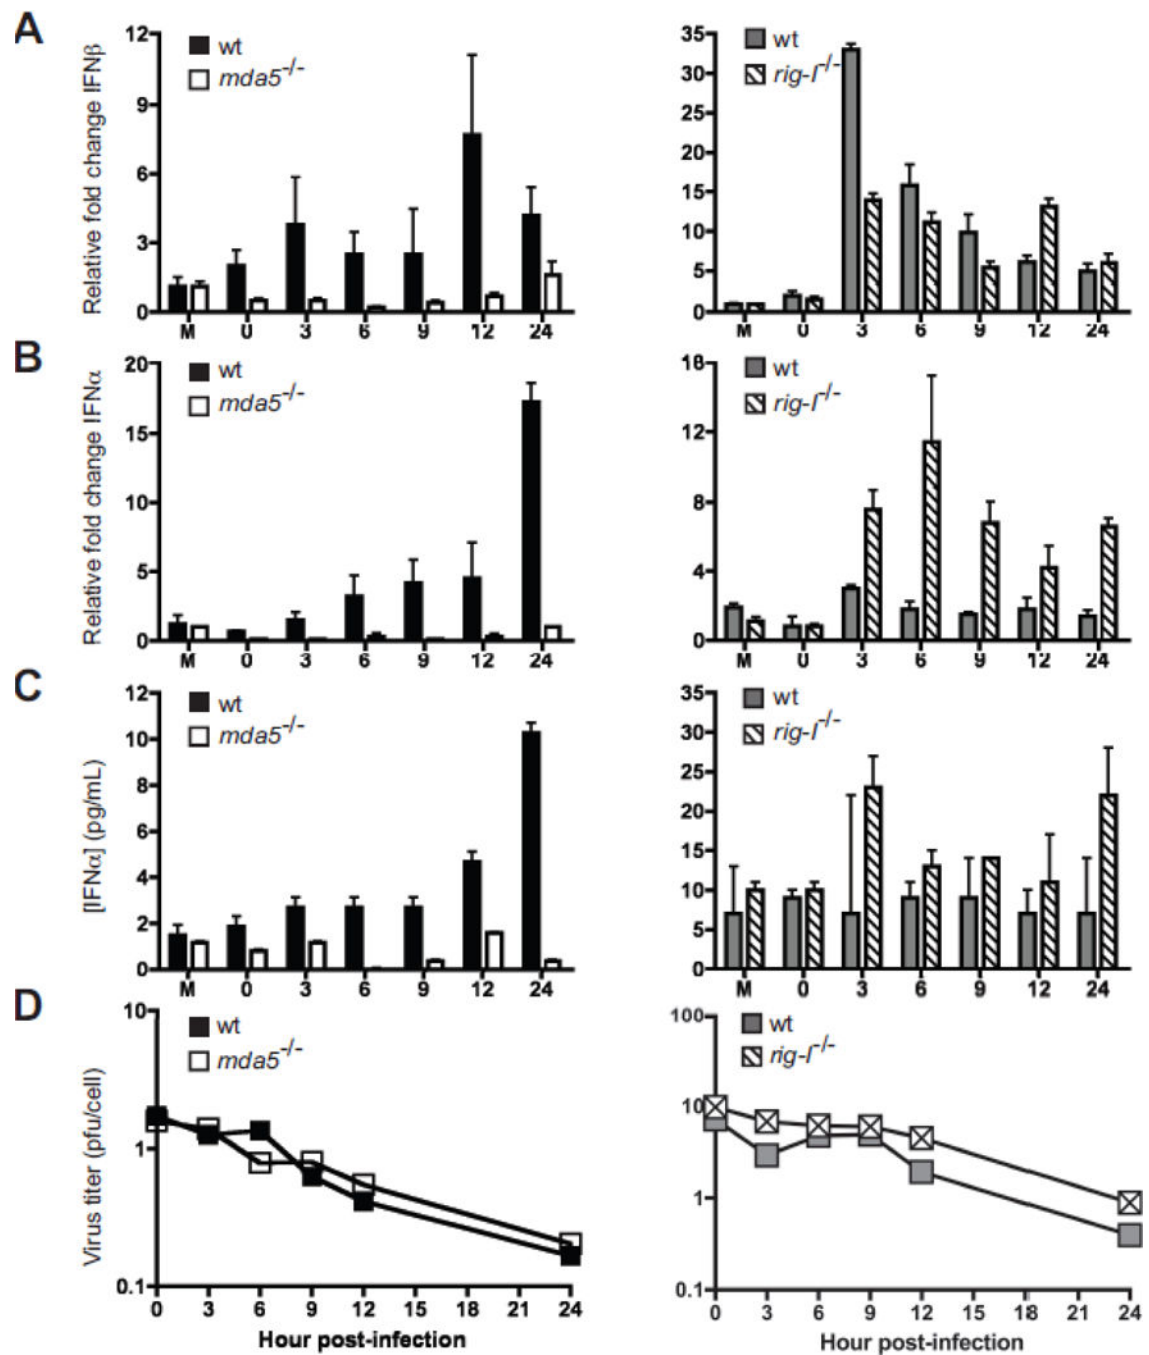 A
Relative fold change IFNβ
12
9
6
3
0
wt
mda5-/-
M 0 3 6 9 12 24
35
30
25
20
15
10
5
0
wt
rig-I-/-
M 0 3 6 9 12 24
B
Relative fold change IFNα
20
15
10
5
0
wt
mda5-/-
M 0 3 6 9 12 24
18
12
8
4
0
wt
rig-I-/-
M 0 3 6 9 12 24
C
[IFNα] (pg/mL)
12
10
8
6
4
2
0
wt
mda5-/-
M 0 3 6 9 12 24
35
30
25
20
15
10
5
0
wt
rig-I-/-
M 0 3 6 9 12 24
D
Virus titer (pfu/cell)
10
1
0.1
wt
mda5-/-
0 3 6 9 12 15 18 21 24
Hour post-infection
100
10
1
0.1
wt
rig-I-/-
0 3 6 9 12 15 18 21 24
Hour post-infection